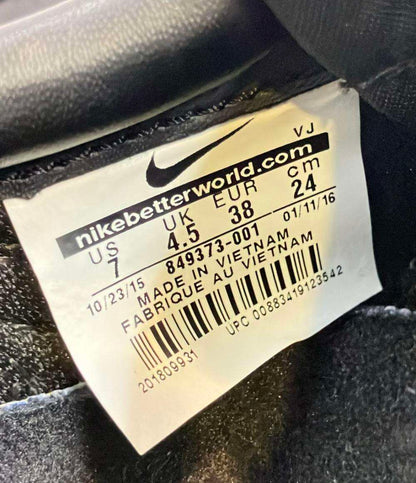 VJ
nikebetterworld.com
US UK EUR cm
7 4.5 38 24
849373-001
10/23/15 01/11/16
MADE IN VIETNAM
FABRIQUE AU VIETNAM
201809931
UPC 00883419123542